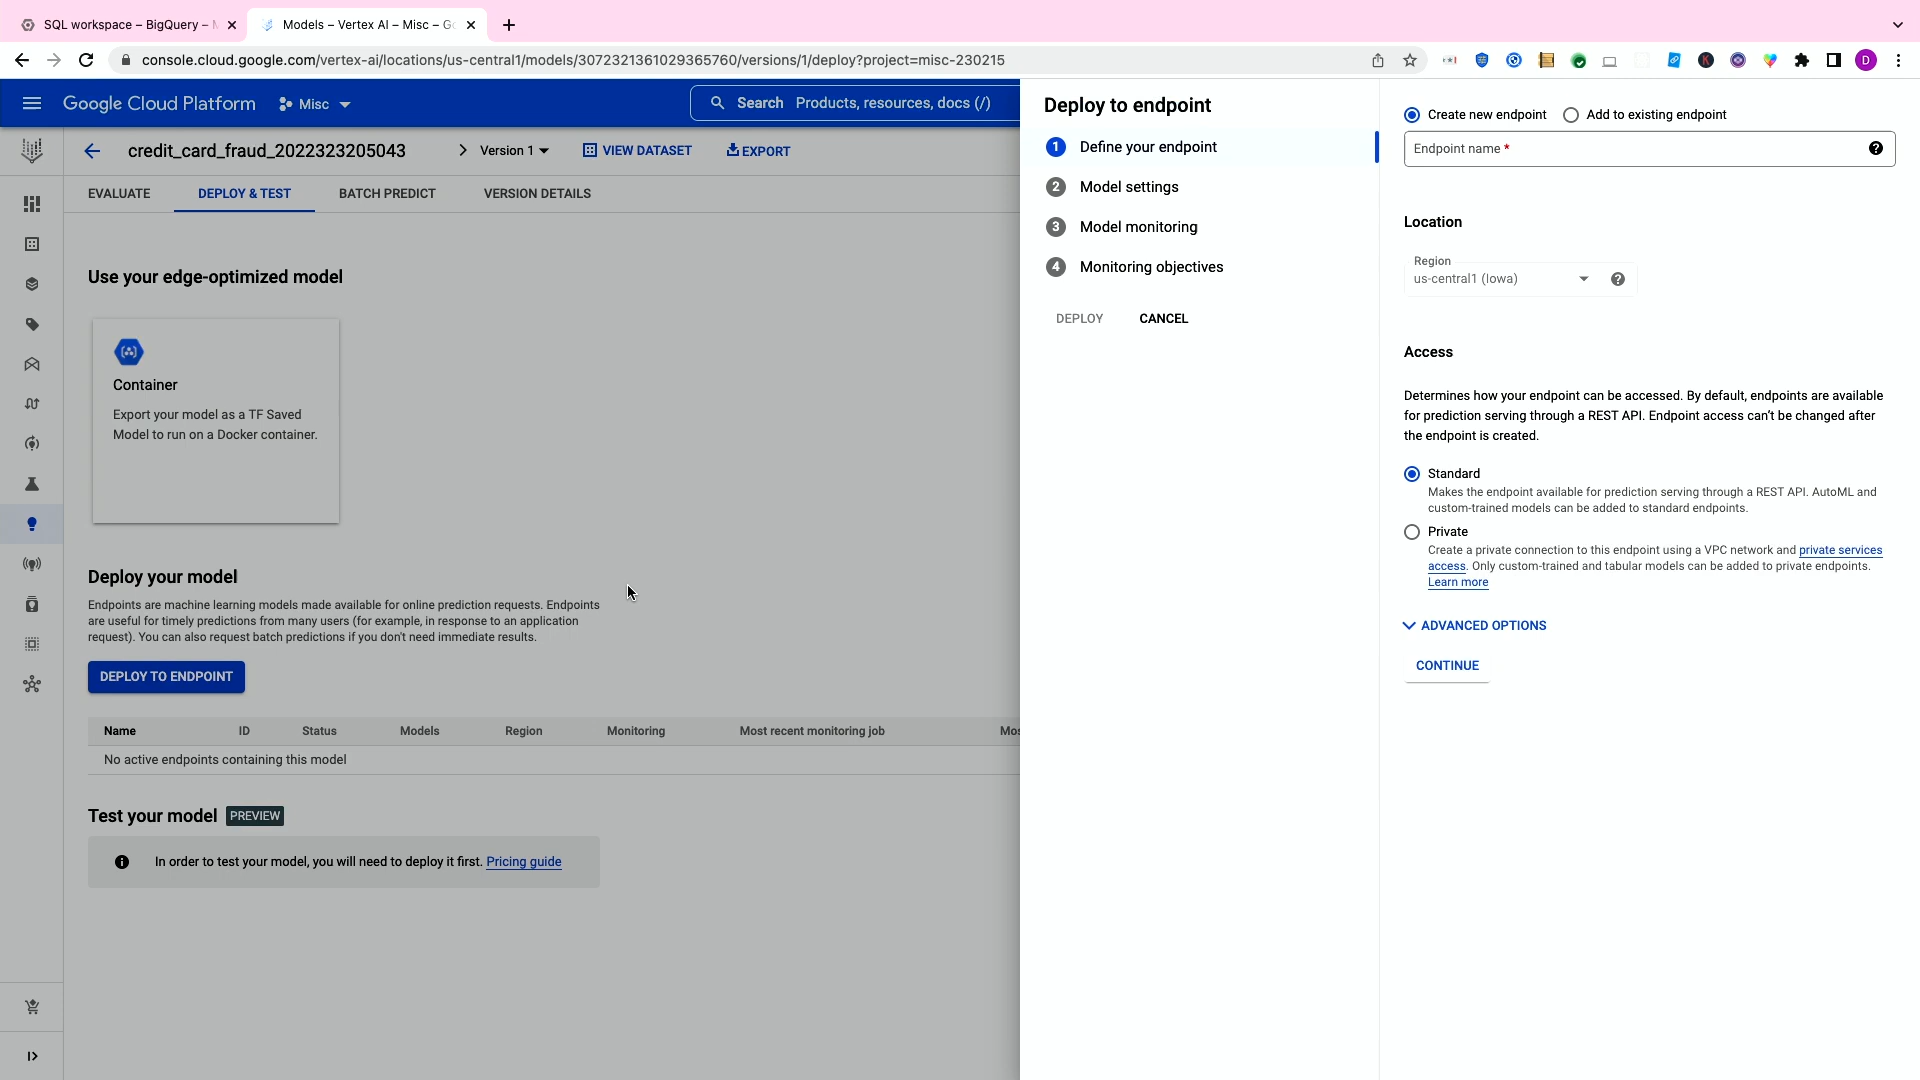 SQL workspace – BigQuery –
Models – Vertex AI – Misc –
console.cloud.google.com/vertex-ai/locations/us-central1/models/3072321361029365760/versions/1/deploy?project=misc-230215
D
Google Cloud Platform
Misc
Search Products, resources, docs (/)
credit_card_fraud_2022323205043
Version 1
VIEW DATASET
EXPORT
EVALUATE
DEPLOY & TEST
BATCH PREDICT
VERSION DETAILS
Use your edge-optimized model
Container
Export your model as a TF Saved
Model to run on a Docker container.
Deploy your model
Endpoints are machine learning models made available for online prediction requests. Endpoints
are useful for timely predictions from many users (for example, in response to an application
request). You can also request batch predictions if you don't need immediate results.
DEPLOY TO ENDPOINT
Name ID Status Models Region Monitoring Most recent monitoring job
No active endpoints containing this model
Test your model PREVIEW
In order to test your model, you will need to deploy it first. Pricing guide
Deploy to endpoint
1 Define your endpoint
2 Model settings
3 Model monitoring
4 Monitoring objectives
DEPLOY CANCEL
Create new endpoint Add to existing endpoint
Endpoint name *
Location
Region
us-central1 (Iowa)
Access
Determines how your endpoint can be accessed. By default, endpoints are available
for prediction serving through a REST API. Endpoint access can't be changed after
the endpoint is created.
Standard
Makes the endpoint available for prediction serving through a REST API. AutoML and
custom-trained models can be added to standard endpoints.
Private
Create a private connection to this endpoint using a VPC network and private services
access. Only custom-trained and tabular models can be added to private endpoints.
Learn more
ADVANCED OPTIONS
CONTINUE